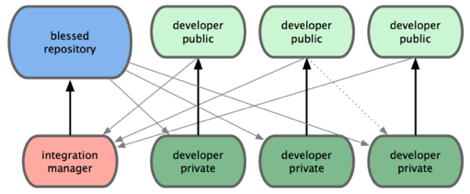 blessed
repository
developer
public
developer
public
developer
public
integration
manager
developer
private
developer
private
developer
private